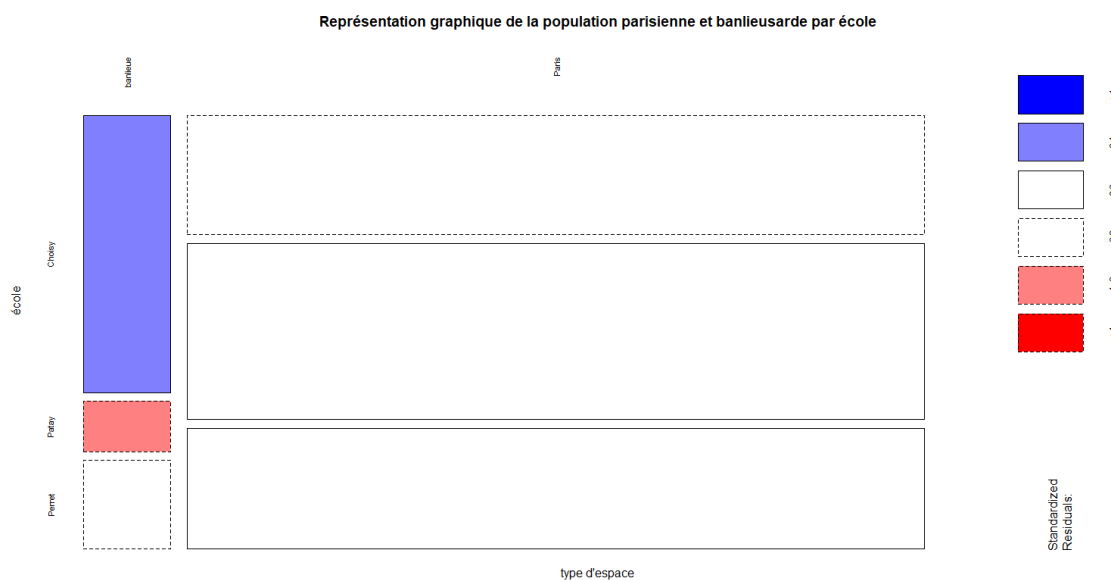 Représentation graphique de la population parisienne et banlieusarde par école
banlieue
Paris
Choisy
Patay
Perret
école
type d'espace
Standardized
Residuals: